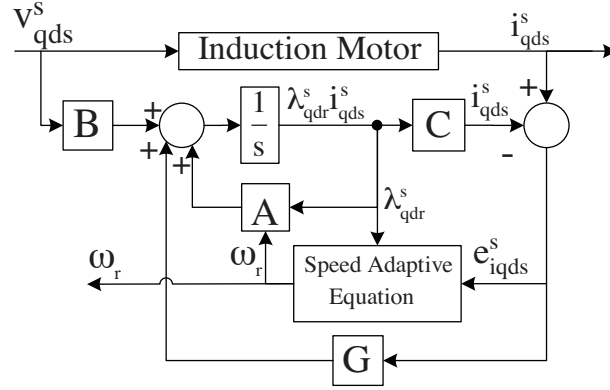 v^s_qds
Induction Motor
i^s_qds
B
+
+
+
1/s
λ^s_qdr i^s_qds
C
i^s_qds
+
-
A
λ^s_qdr
ω_r
ω_r
Speed Adaptive
Equation
e^s_iqds
G